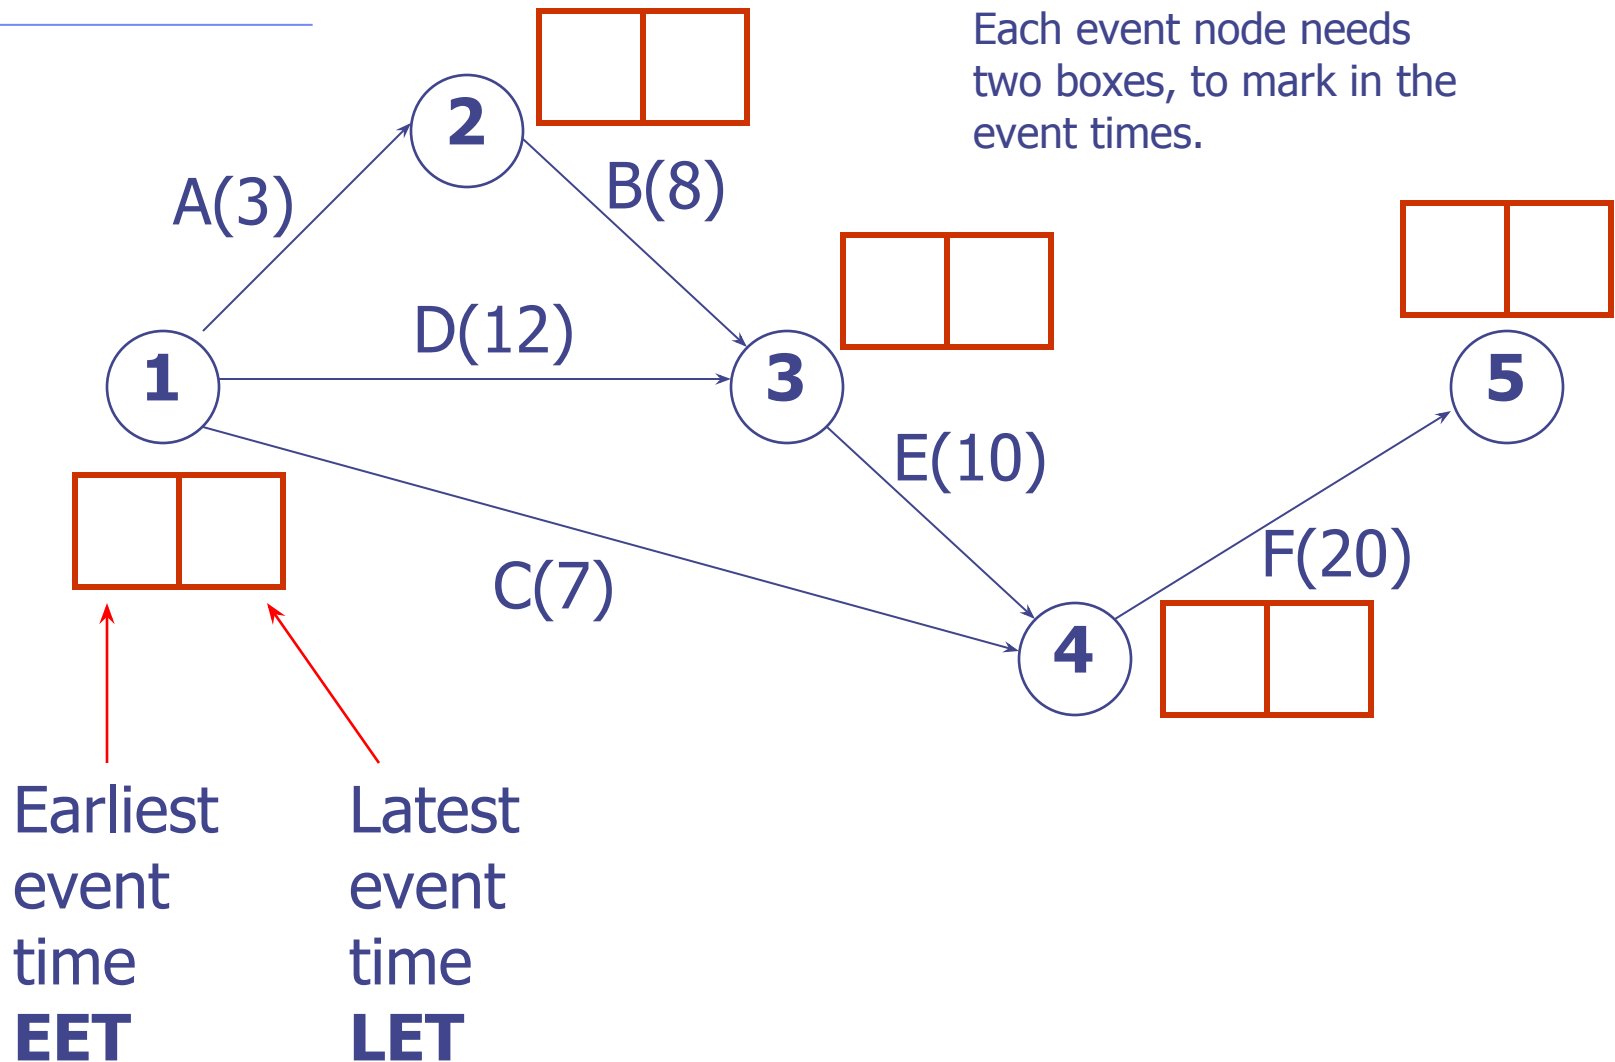 Each event node needs
two boxes, to mark in the
event times.
2
A(3)
B(8)
D(12)
1
3
5
E(10)
C(7)
F(20)
4
Earliest
event
time
EET
Latest
event
time
LET